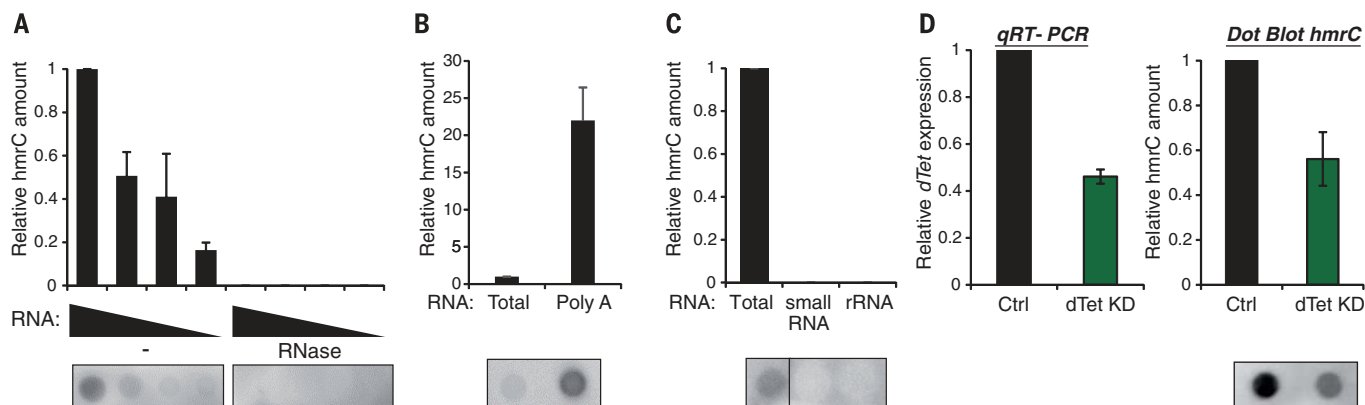 A
Relative hmrC amount
1
0.8
0.6
0.4
0.2
0
RNA:
-
RNase
B
Relative hmrC amount
30
25
20
15
10
5
0
RNA:
Total
Poly A
C
Relative hmrC amount
1
0.8
0.6
0.4
0.2
0
RNA:
Total
small
RNA
rRNA
D
qRT- PCR
Relative dTet expression
1
0.8
0.6
0.4
0.2
0
Ctrl
dTet KD
Dot Blot hmrC
Relative hmrC amount
1
0.8
0.6
0.4
0.2
0
Ctrl
dTet KD